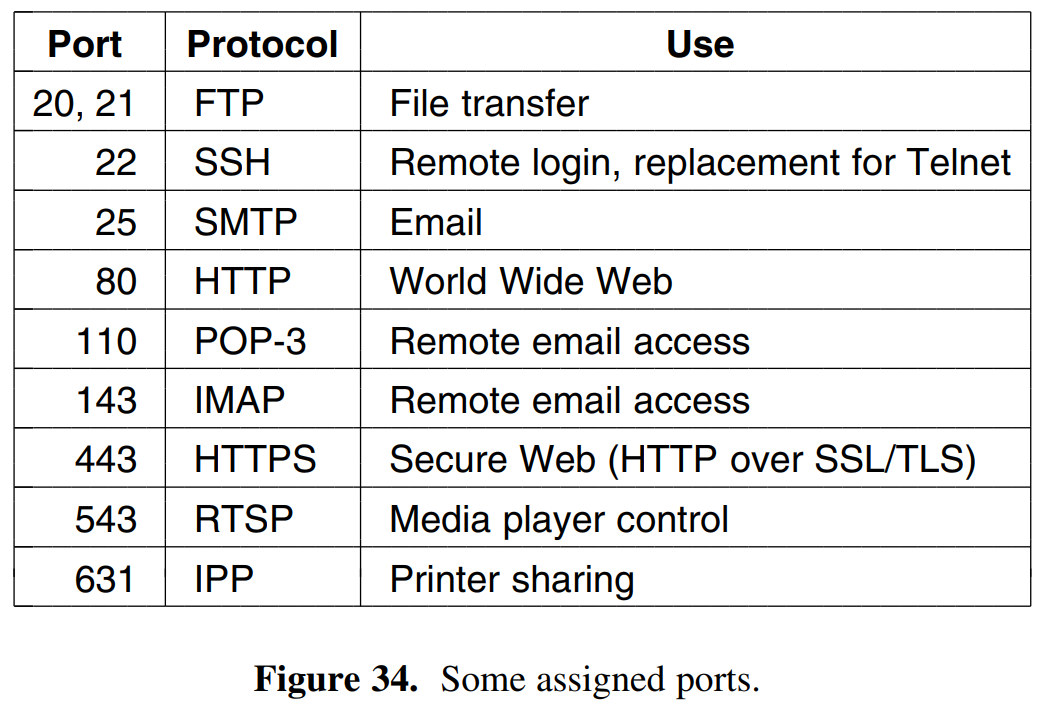 Port Protocol Use
20, 21 FTP File transfer
22 SSH Remote login, replacement for Telnet
25 SMTP Email
80 HTTP World Wide Web
110 POP-3 Remote email access
143 IMAP Remote email access
443 HTTPS Secure Web (HTTP over SSL/TLS)
543 RTSP Media player control
631 IPP Printer sharing
Figure 34. Some assigned ports.